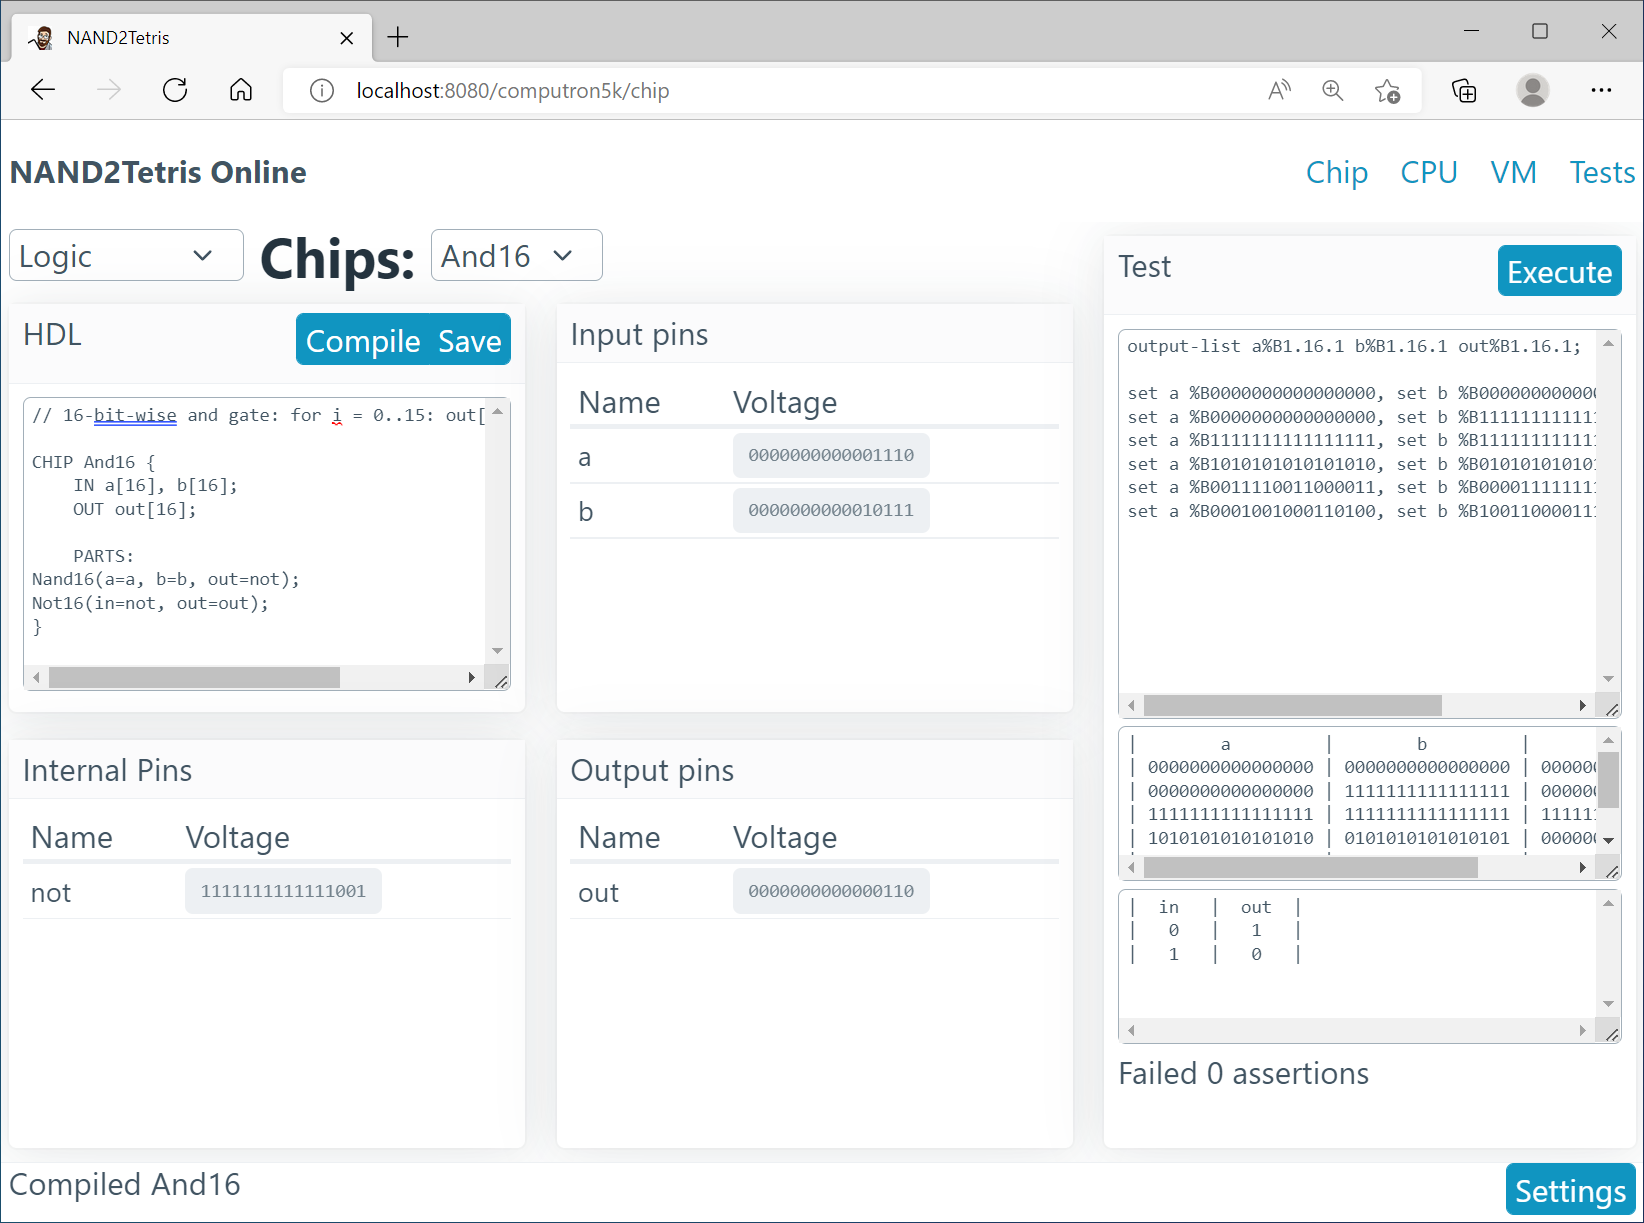 NAND2Tetris
localhost:8080/computron5k/chip
NAND2Tetris Online
Chip CPU VM Tests
Logic
Chips:
And16
HDL
Compile Save
// 16-bit-wise and gate: for i = 0..15: out[
CHIP And16 {
IN a[16], b[16];
OUT out[16];
PARTS:
Nand16(a=a, b=b, out=not);
Not16(in=not, out=out);
}
Input pins
Name Voltage
a 0000000000001110
b 0000000000010111
Internal Pins
Name Voltage
not 1111111111111001
Output pins
Name Voltage
out 0000000000000110
Test
Execute
output-list a%B1.16.1 b%B1.16.1 out%B1.16.1;
set a %B0000000000000000, set b %B000000000000
set a %B0000000000000000, set b %B111111111111
set a %B1111111111111111, set b %B111111111111
set a %B1010101010101010, set b %B010101010101
set a %B0011110011000011, set b %B000011111111
set a %B0001001000110100, set b %B100110000111
| a | b |
| 0000000000000000 | 0000000000000000 | 00000
| 0000000000000000 | 1111111111111111 | 00000
| 1111111111111111 | 1111111111111111 | 11111
| 1010101010101010 | 0101010101010101 | 00000
| in | out |
| 0 | 1 |
| 1 | 0 |
Failed 0 assertions
Compiled And16
Settings